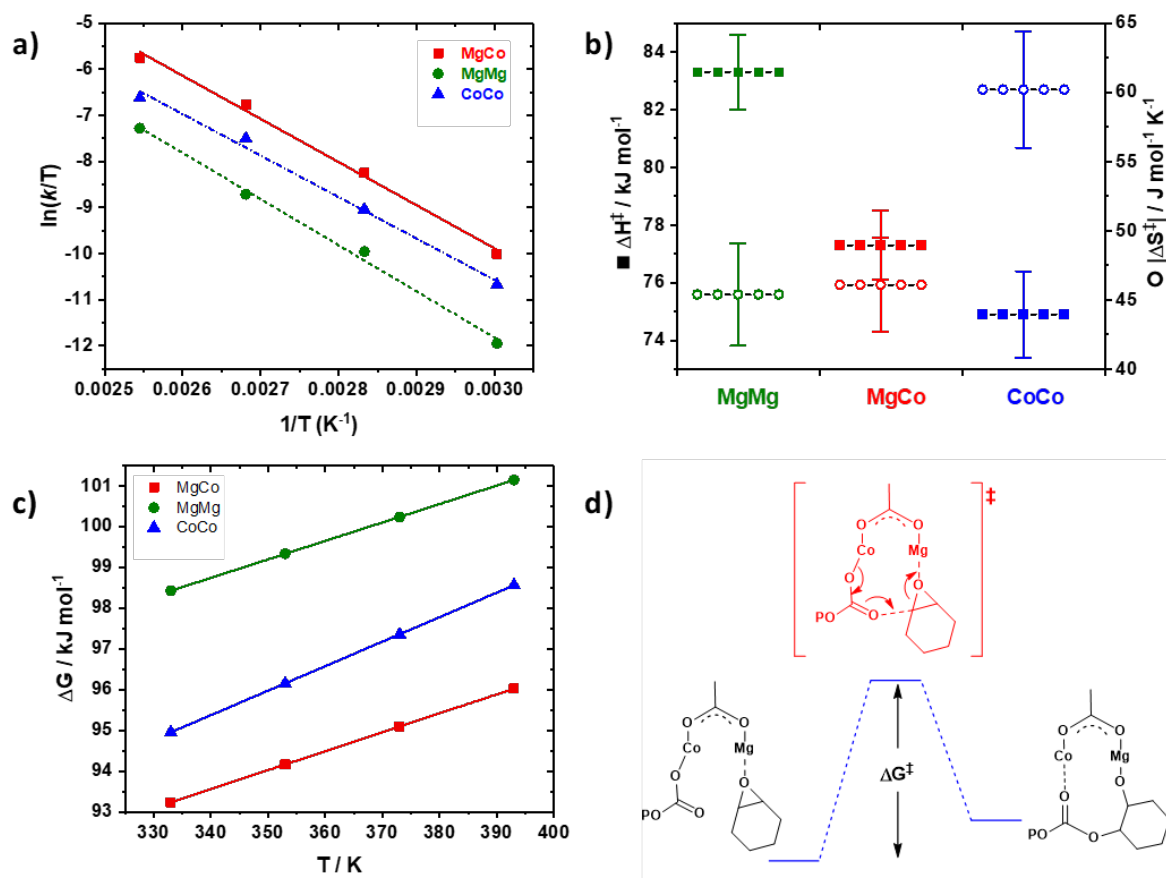 a)
-5
-6
-7
-8
-9
-10
-11
-12
ln(k/T)
0.0025 0.0026 0.0027 0.0028 0.0029 0.0030
1/T (K⁻¹)
MgCo
MgMg
CoCo
b)
84
82
80
78
76
74
■ ΔH‡ / kJ mol⁻¹
65
60
55
50
45
40
O |ΔS‡| / J mol⁻¹ K⁻¹
MgMg MgCo CoCo
c)
MgCo
MgMg
CoCo
101
100
99
98
97
96
95
94
93
ΔG / kJ mol⁻¹
330 340 350 360 370 380 390 400
T / K
d)
‡
O O
Co Mg
O O
PO O
O O
Co Mg
O O
PO O
ΔG‡
O O
Co Mg
O O
PO O